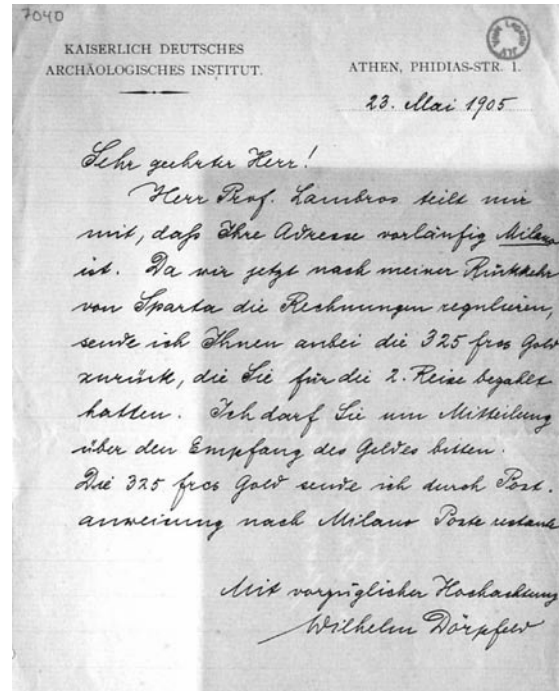 7040
KAISERLICH DEUTSCHES
ARCHÄOLOGISCHES INSTITUT.
ATHEN, PHIDIAS-STR. 1.
23. Mai 1905
Sehr geehrter Herr!
Herr Prof. Lambros teilt mir
mit, daß Ihre Adresse vorläufig Milano
ist. Da wir jetzt nach meiner Rückkehr
von Sparta die Rechnungen regulieren,
sende ich Ihnen anbei die 325 frcs Gold
zurück, die Sie für die 2. Reise bezahlt
hatten. Ich darf Sie um Mitteilung
über den Empfang des Geldes bitten.
Die 325 frcs Gold sende ich durch Post-
anweisung nach Milano Poste restante
Mit vorzüglicher Hochachtung
Wilhelm Dörpfeld